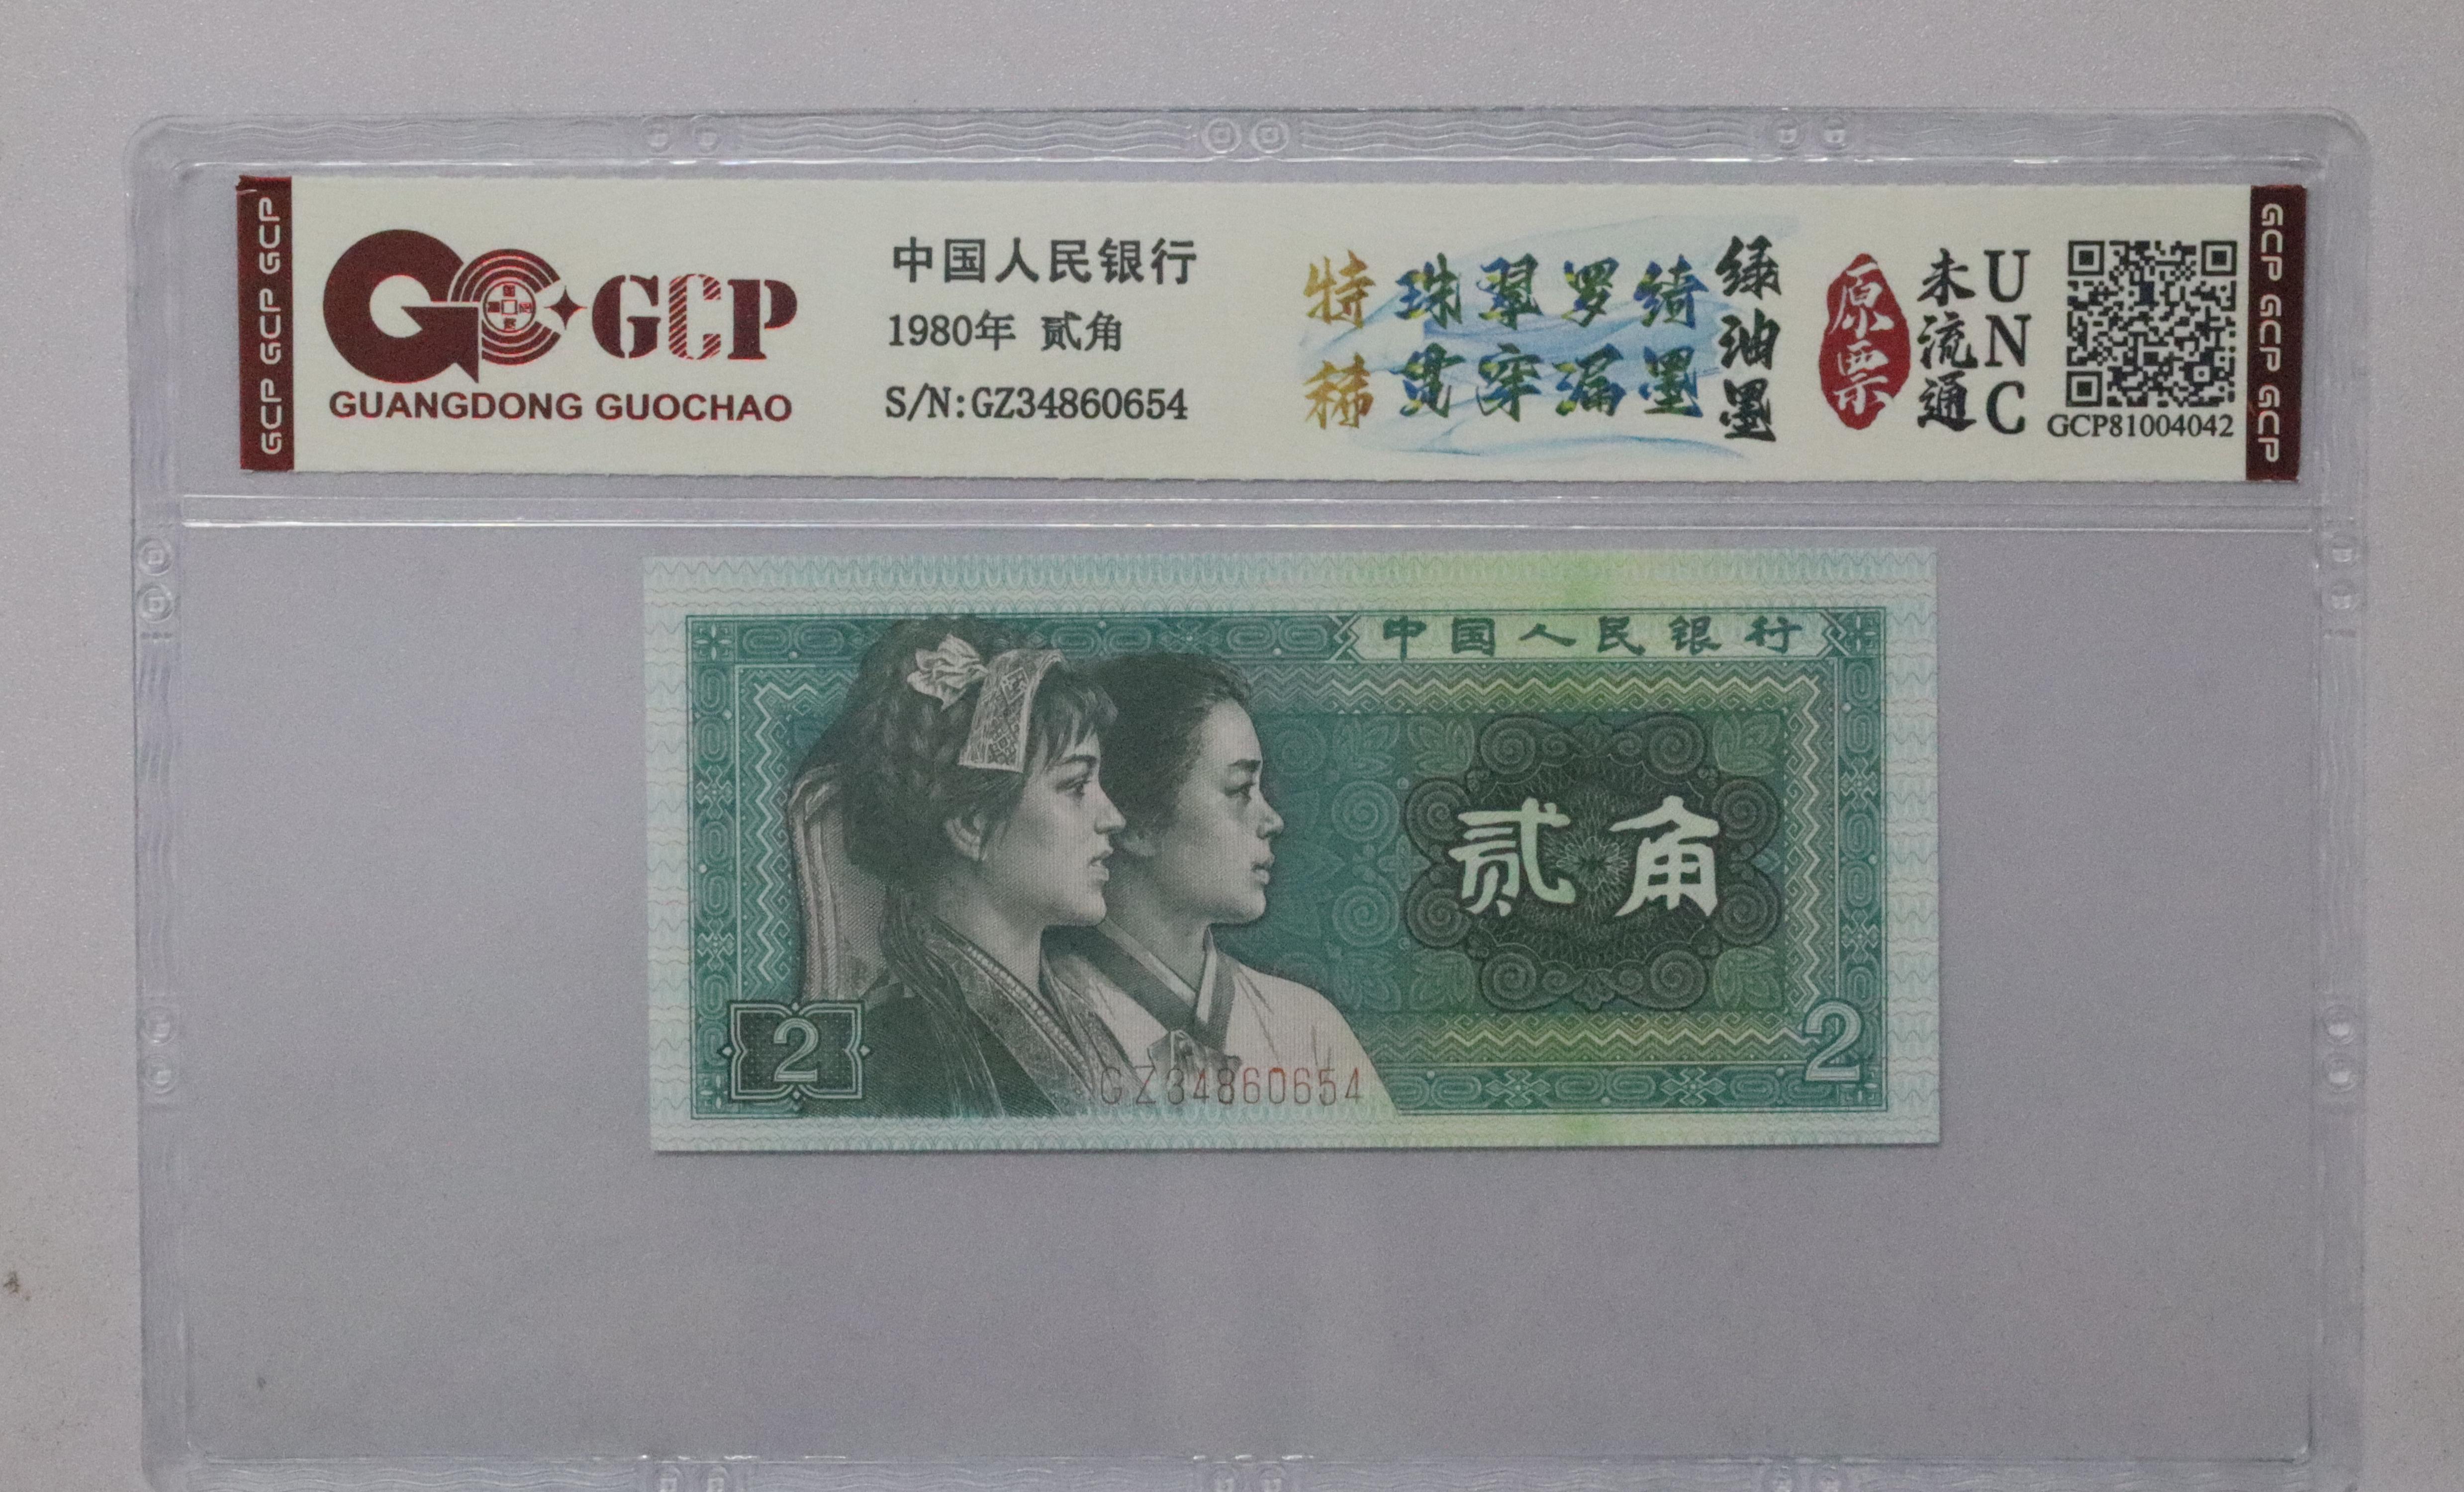 GCP GCP GCP
GCP
GUANGDONG GUOCHAO
中国人民银行
1980年 贰角
S/N:GZ34860654
特稀
珠翠罗绮
贯穿漏墨
绿油墨
原票
未流通
UNC
GCP81004042
GCP GCP GCP
中国人民银行
贰角
2
2
GZ34860654